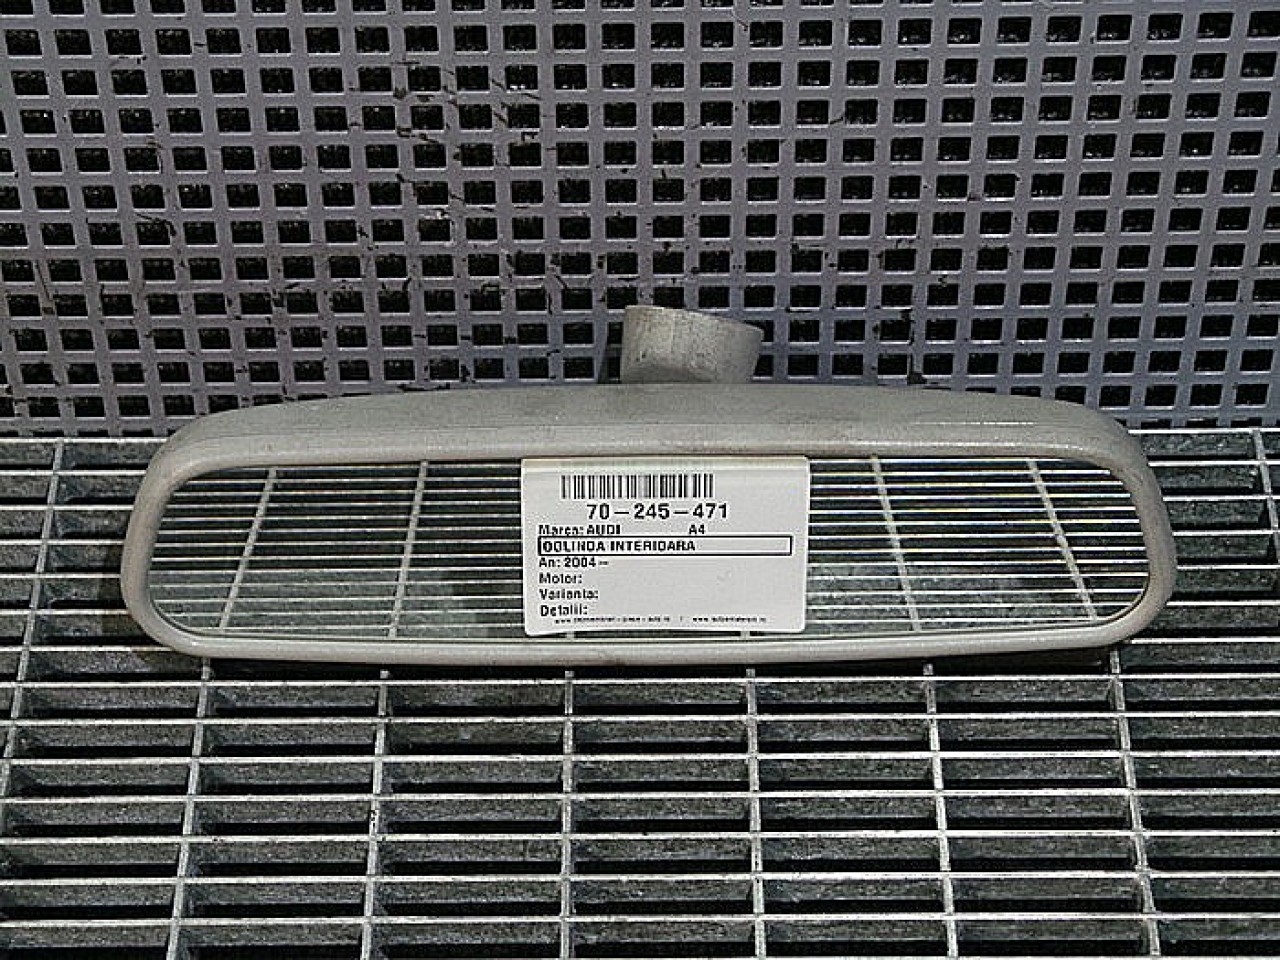 70-245-471
Marca: AUDI A4
OGLINDA INTERIOARA
An: 2004-
Motor:
Varianta:
Detalii: